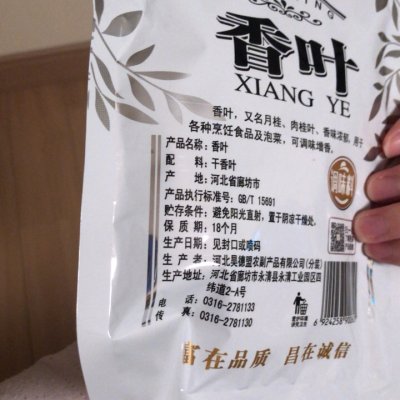 香叶
XIANG YE
香叶，又名月桂、肉桂叶、香味浓郁，用于
各种烹饪食品及泡菜，可调味增香。
产品名称：香叶
配 料：干香叶
产 地：河北省廊坊市
产品执行标准号：GB/T 15691
贮存条件：避免阳光直射，置干阴凉干燥处，
保 质 期：18个月
生产日期：见封口或喷码
生 产 者：河北昊德盟农副产品有限公司（分装）
生产地址：河北省廊坊市永清县永清工业园区四
纬道2-A号
电 话：0316-2781133
传 真：0316-2781130
调味料
富在品质 昌在诚信